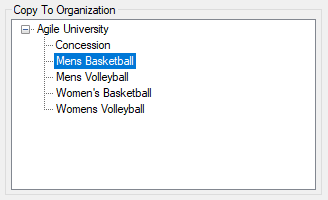 Copy To Organization
Agile University
Concession
Mens Basketball
Mens Volleyball
Women's Basketball
Womens Volleyball